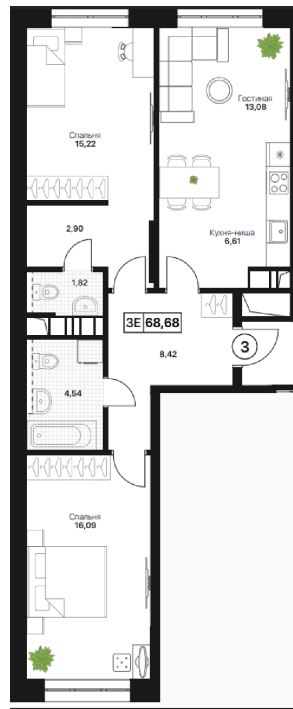 Гостиная
13,08
Спальня
15,22
Кухня-ниша
6,61
2,90
1,82
3Е 68,68
3
8,42
4,54
Спальня
16,09